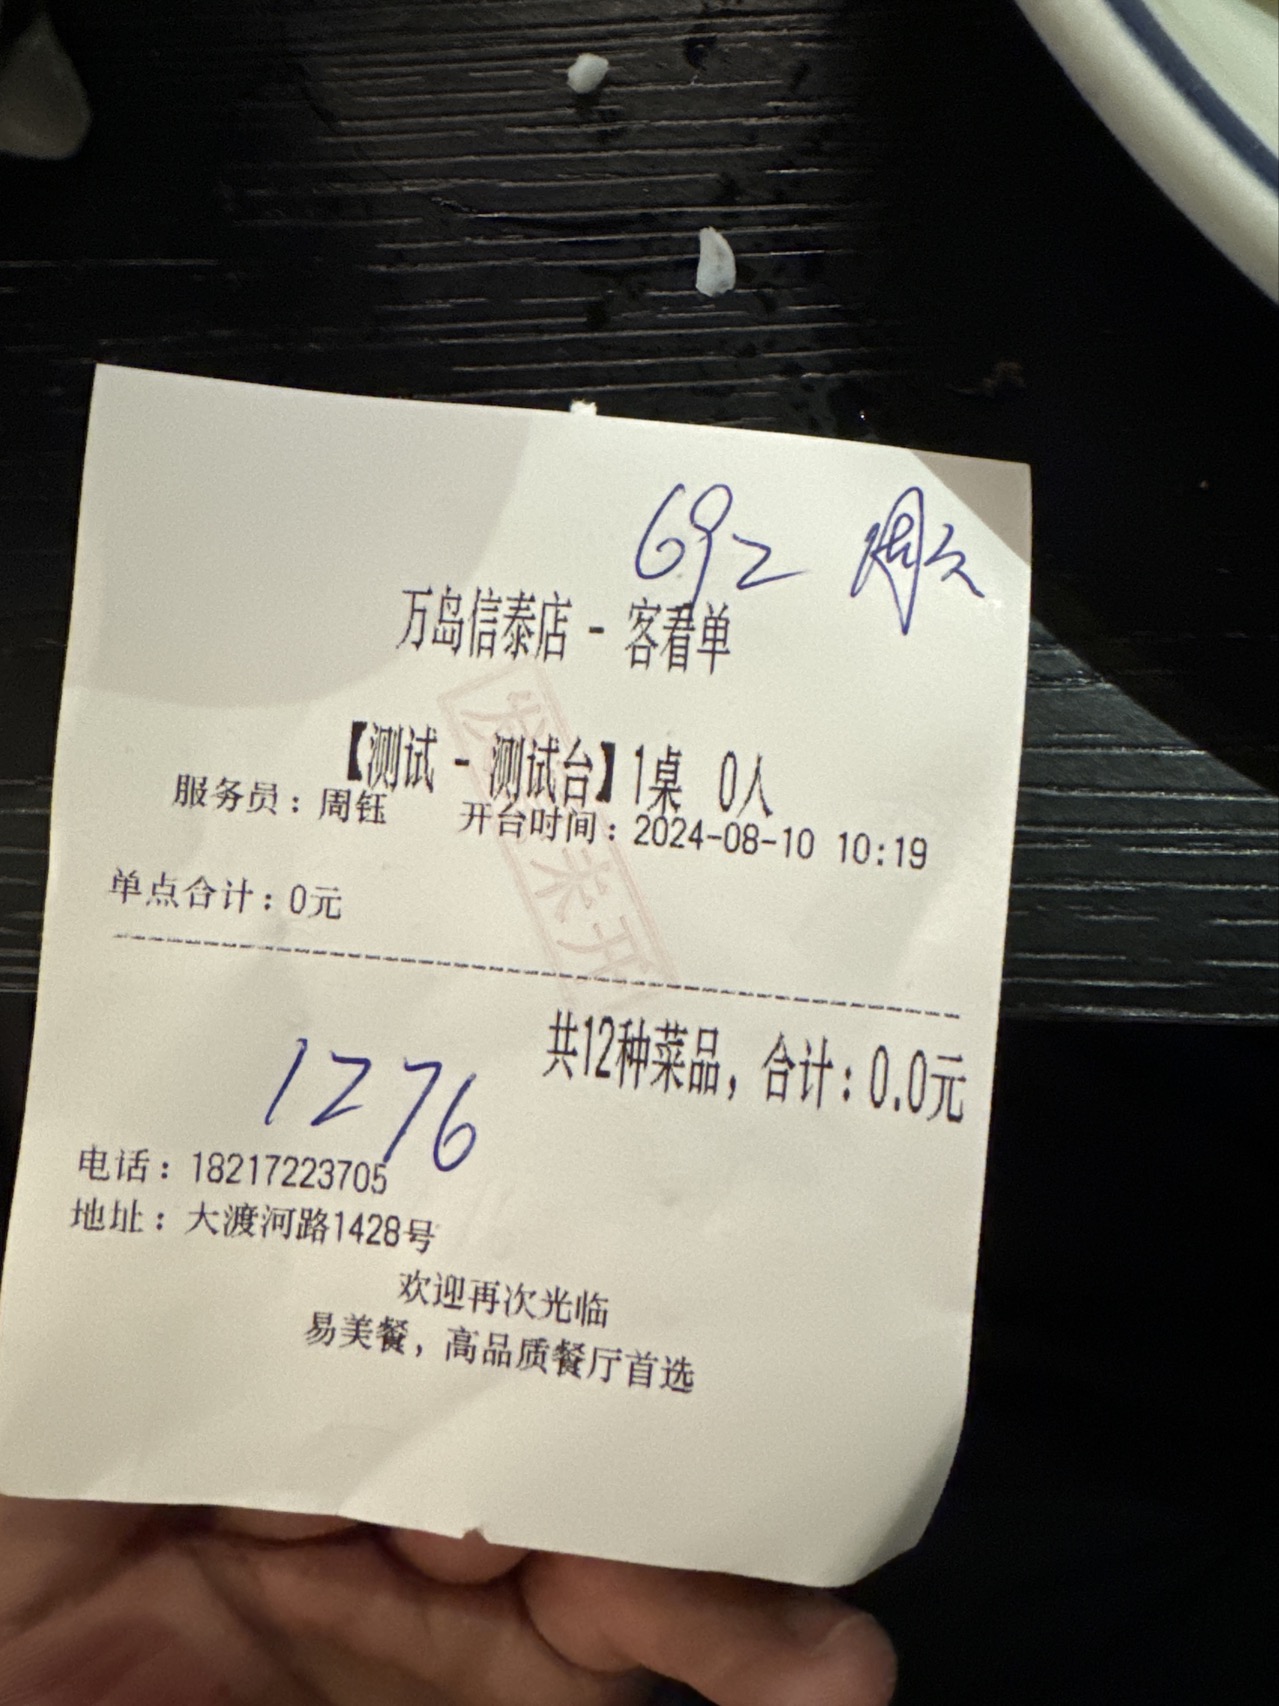 692
万岛信泰店 - 客看单
【测试 - 测试台】1桌 0人
服务员：周钰 开台时间：2024-08-10 10:19
单点合计：0元
发票未开
共12种菜品，合计：0.0元
1276
电话：18217223705
地址：大渡河路1428号
欢迎再次光临
易美餐，高品质餐厅首选